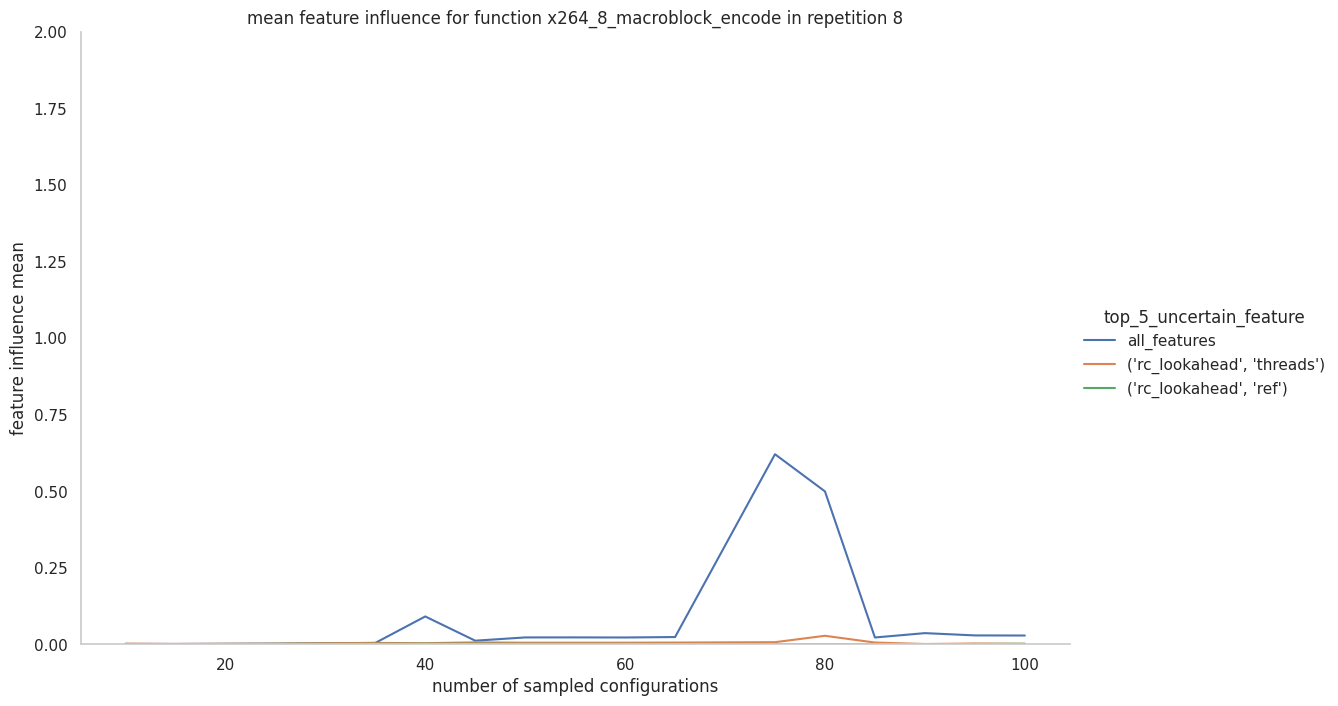 mean feature influence for function x264_8_macroblock_encode in repetition 8
2.00
1.75
1.50
1.25
1.00
0.75
0.50
0.25
0.00
feature influence mean
20
40
60
80
100
number of sampled configurations
top_5_uncertain_feature
all_features
('rc_lookahead', 'threads')
('rc_lookahead', 'ref')